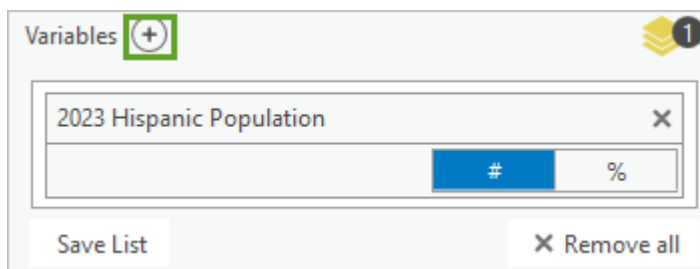 Variables + 1
2023 Hispanic Population
# %
Save List Remove all